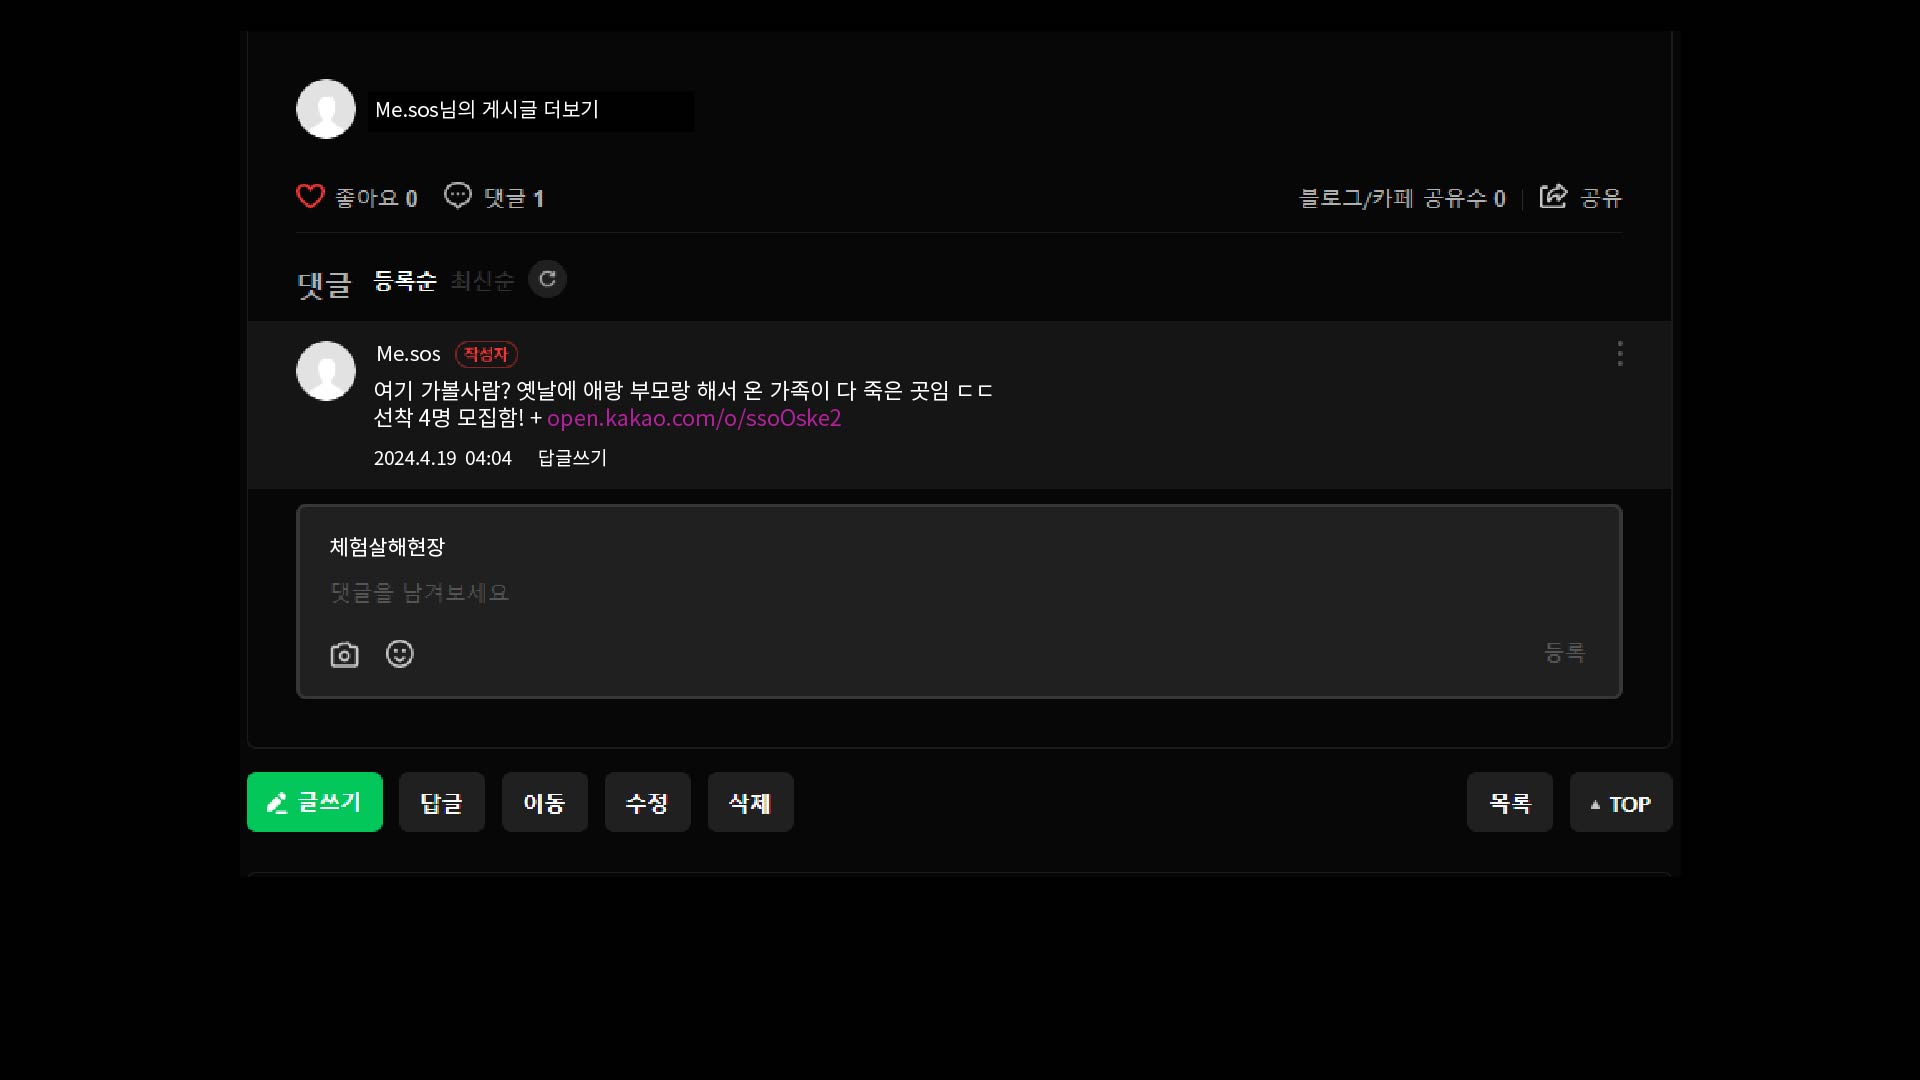 Me.sos님의 게시글 더보기
좋아요 0 댓글 1
블로그/카페 공유수 0 공유
댓글 등록순 최신순
Me.sos 작성자
여기 가볼사람? 옛날에 애랑 부모랑 해서 온 가족이 다 죽은 곳임 ㄷㄷ
선착 4명 모집함! + open.kakao.com/o/ssoOske2
2024.4.19 04:04 답글쓰기
체험살해현장
댓글을 남겨보세요
등록
글쓰기 답글 이동 수정 삭제 목록 TOP